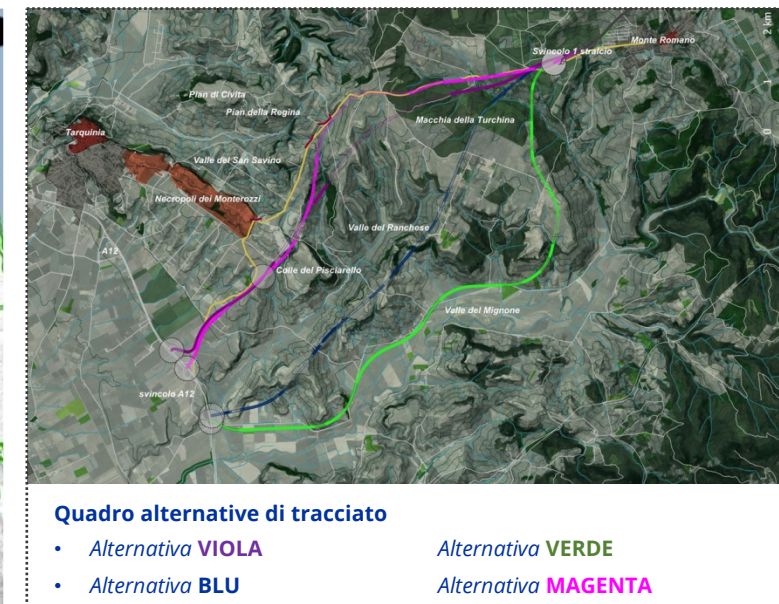 2 km
1
0
Monte Romano
Svincolo 1 stralcio
Pian di Civita
Pian della Regina
Macchia della Turchina
Tarquinia
Valle del San Savino
Necropoli dei Monterozzi
Valle del Ranchese
A12
Colle del Pisciarello
Valle del Mignone
svincolo A12
Quadro alternative di tracciato
• Alternativa VIOLA Alternativa VERDE
• Alternativa BLU Alternativa MAGENTA